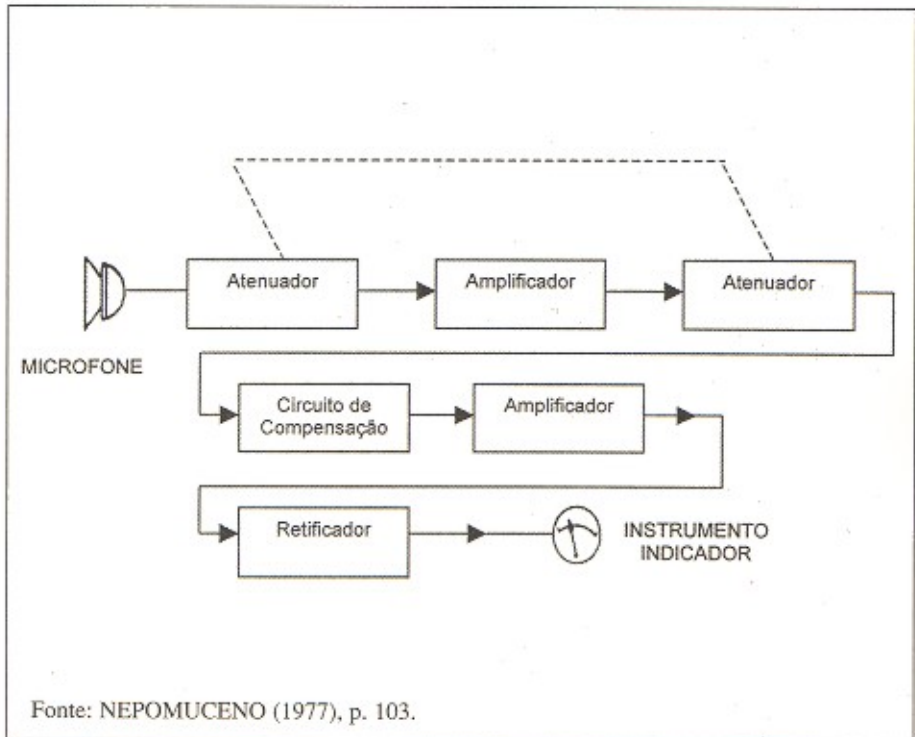 Atenuador
Amplificador
Atenuador
MICROFONE
Circuito de
Compensação
Amplificador
Retificador
INSTRUMENTO
INDICADOR
Fonte: NEPOMUCENO (1977), p. 103.